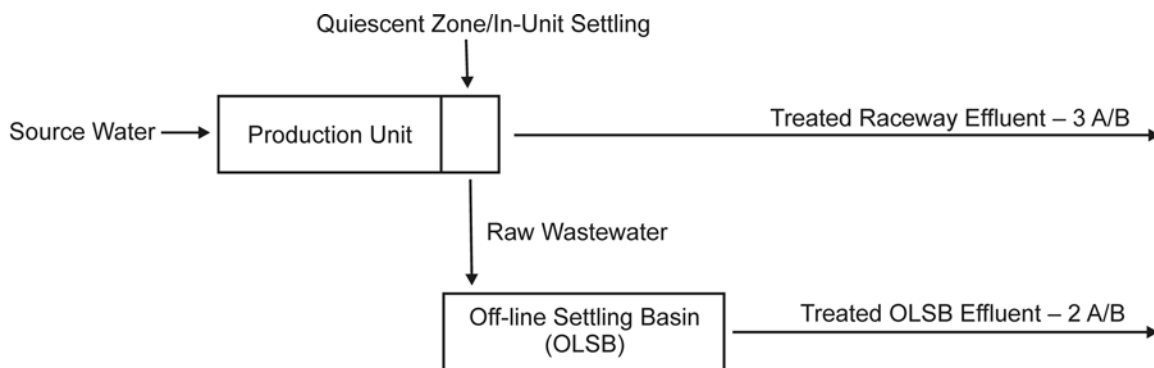 Quiescent Zone/In-Unit Settling
Source Water
Production Unit
Treated Raceway Effluent – 3 A/B
Raw Wastewater
Off-line Settling Basin
(OLSB)
Treated OLSB Effluent – 2 A/B